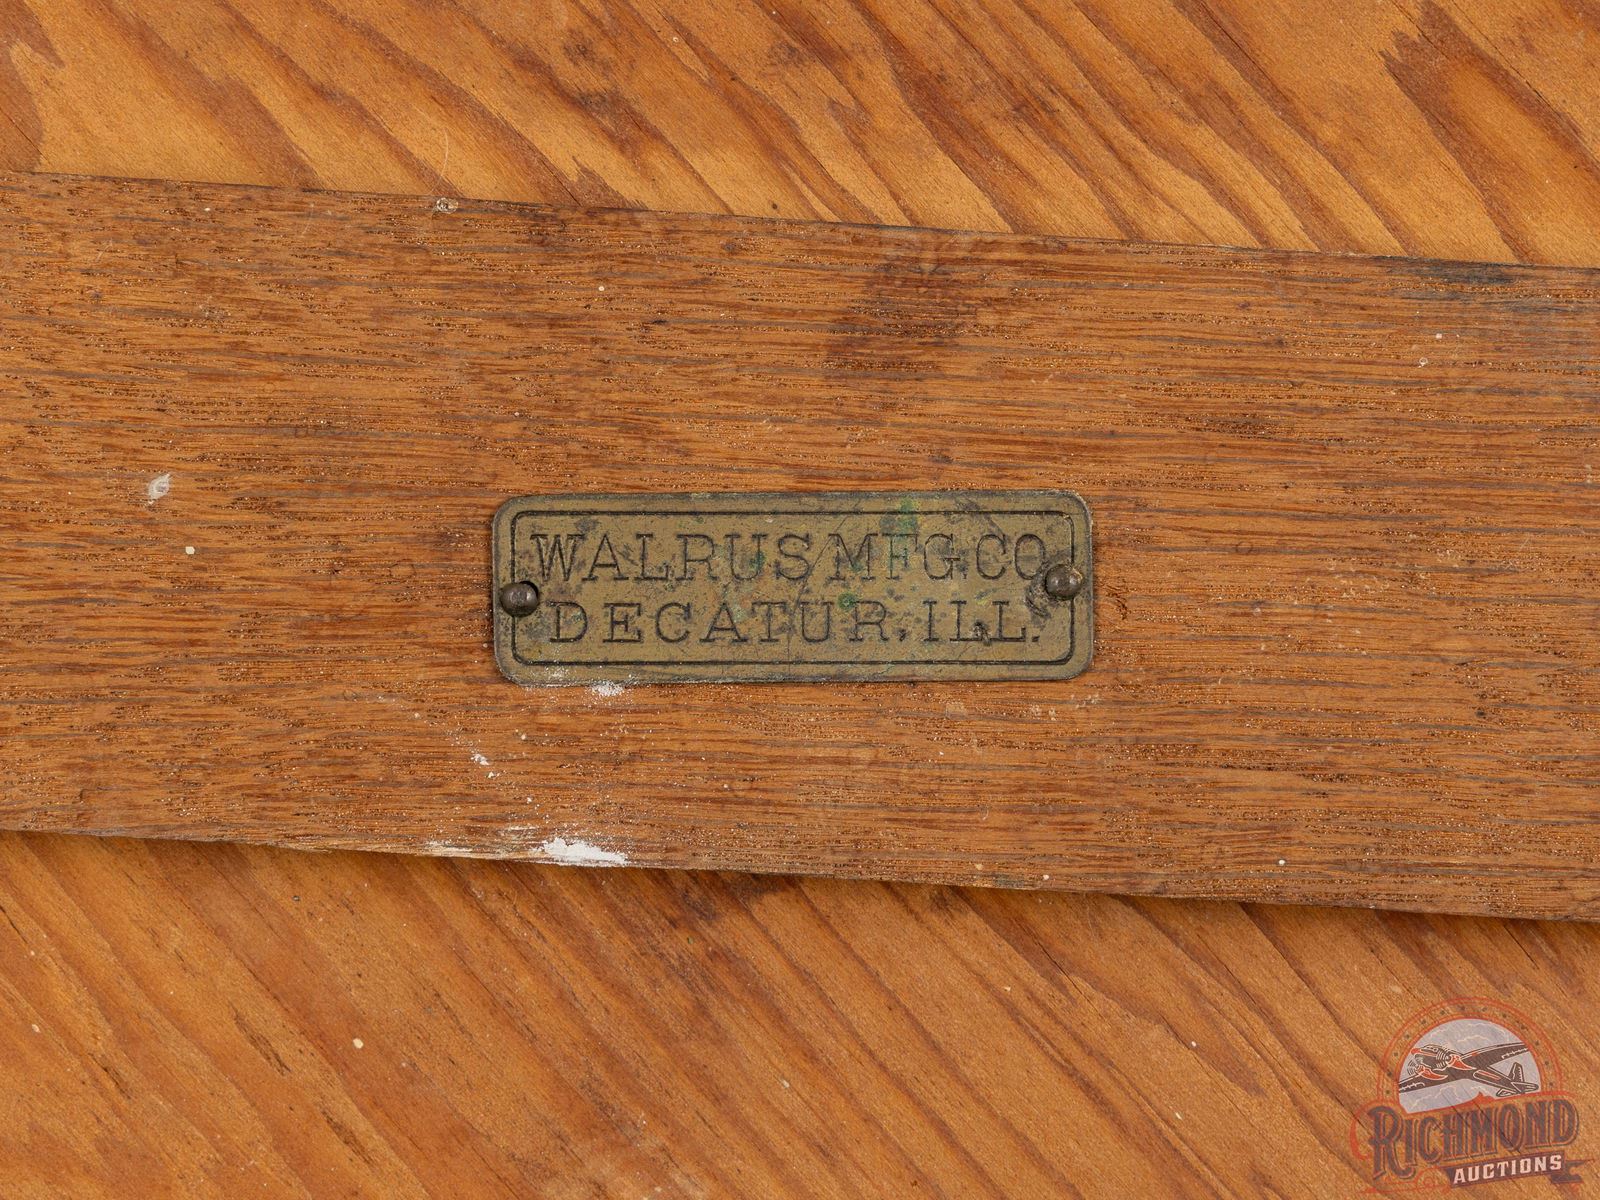 WALRUS MFG. CO
DECATUR, ILL.
RICHMOND
AUCTIONS